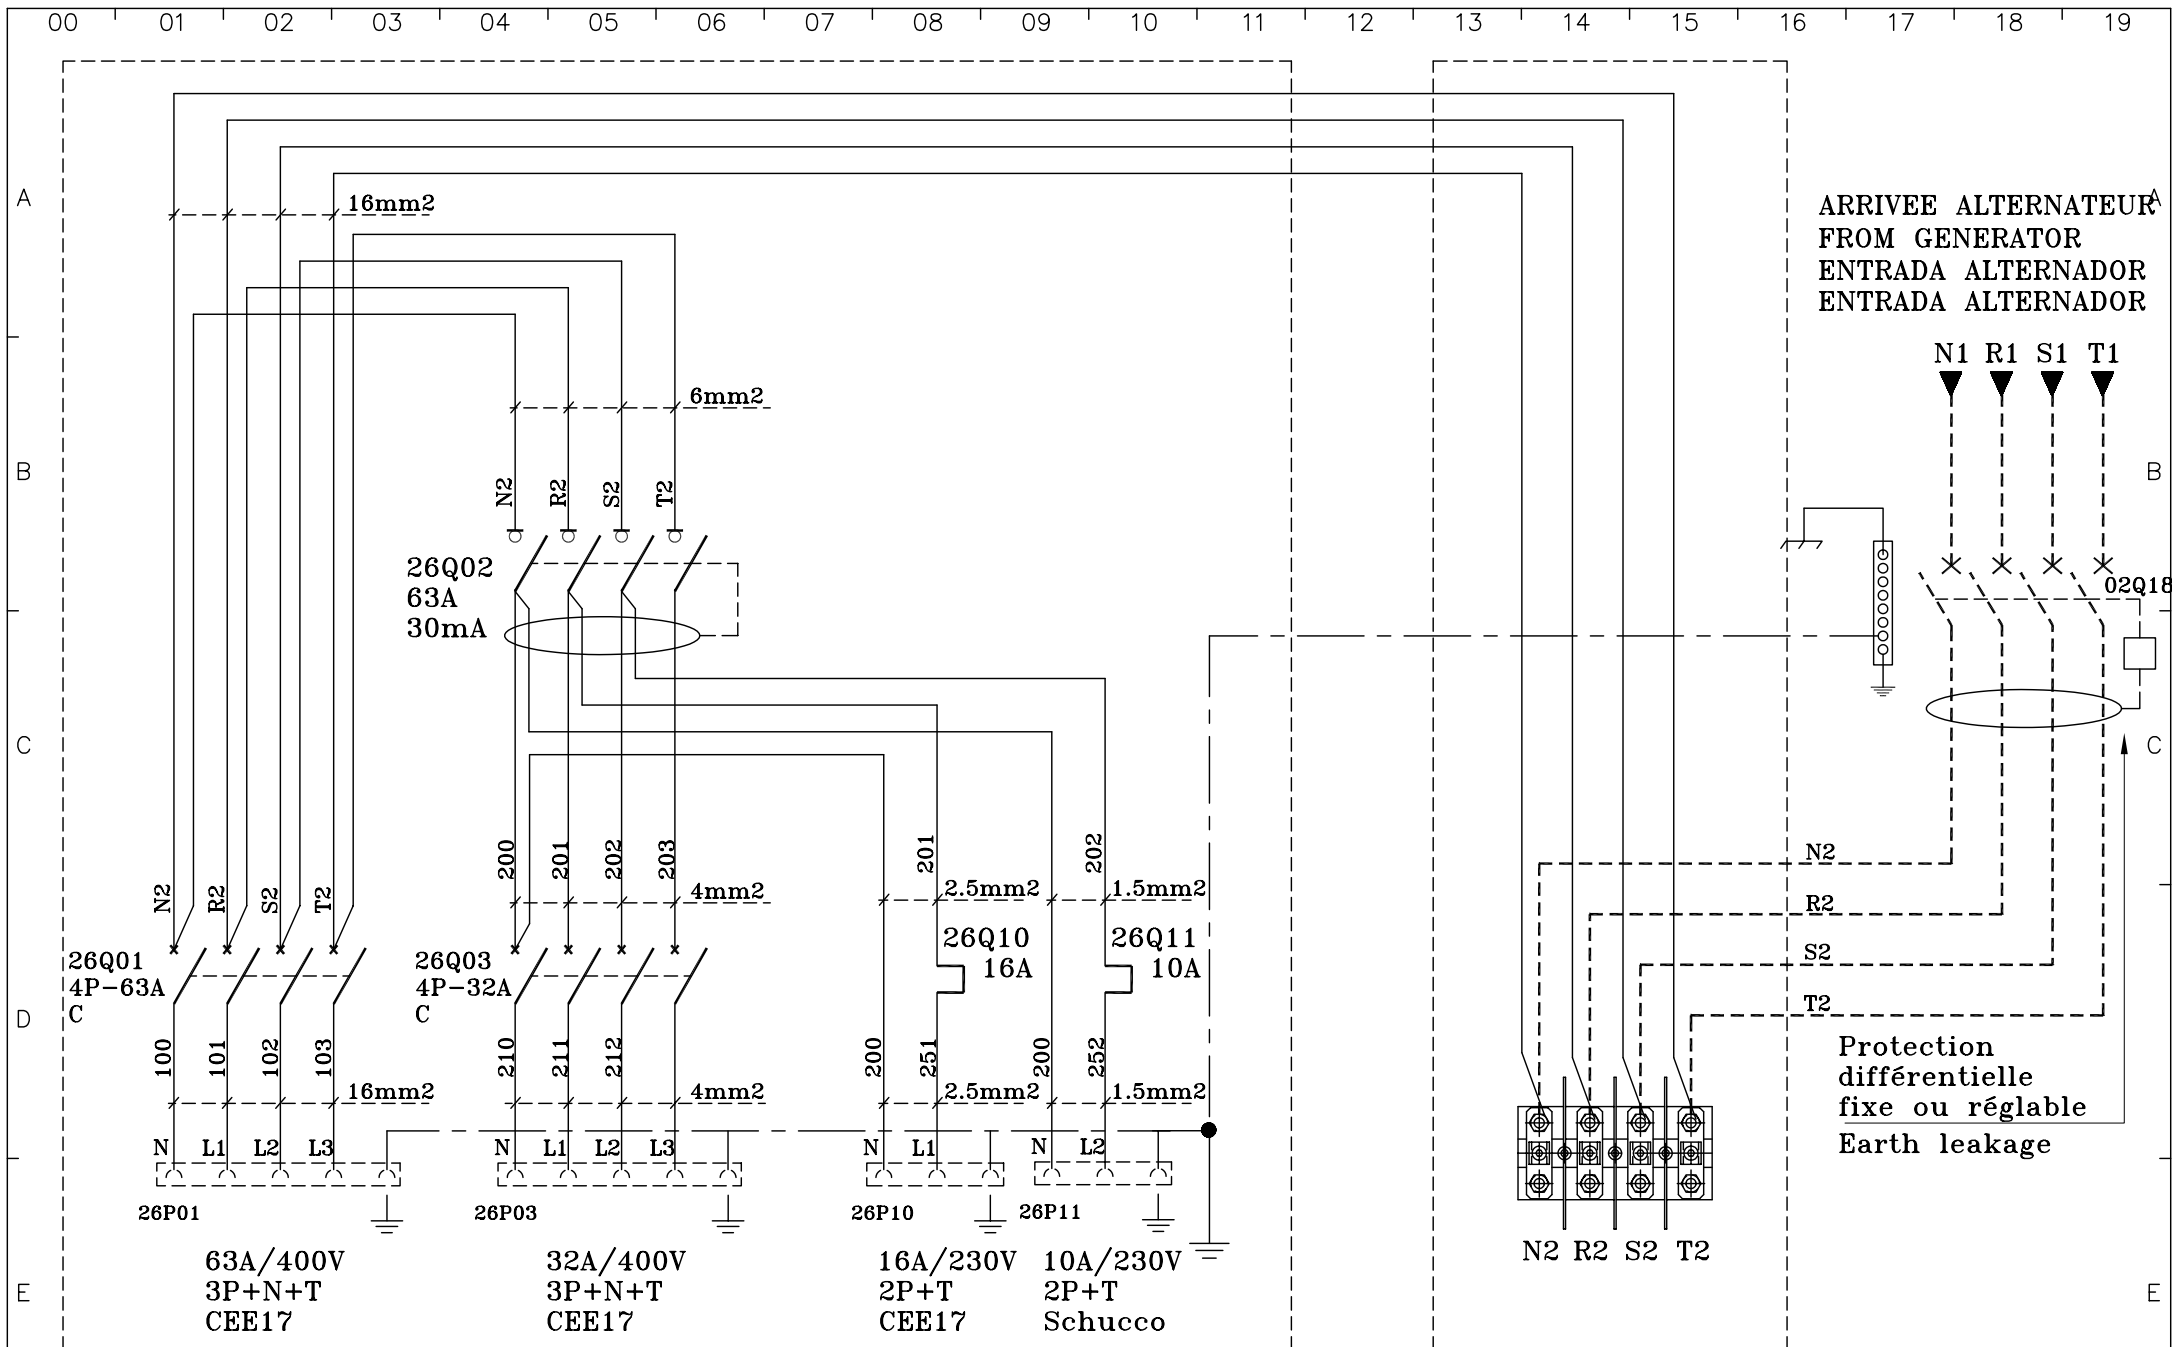 00 01 02 03 04 05 06 07 08 09 10 11 12 13 14 15 16 17 18 19
A A
16mm2
ARRIVEE ALTERNATEUR
FROM GENERATOR
ENTRADA ALTERNADOR
ENTRADA ALTERNADOR
N1 R1 S1 T1
6mm2
B B
N2 R2 S2 T2
26Q02
63A
30mA
02Q18
C C
200 201 202 203 201 202
N2
4mm2 2.5mm2 1.5mm2
N2 R2 S2 T2
R2
26Q01
4P-63A
C
26Q03
4P-32A
C
26Q10
16A
26Q11
10A
S2
T2
D
100 101 102 103 210 211 212 200 251 200 252
Protection
différentielle
fixe ou réglable
Earth leakage
16mm2 4mm2 2.5mm2 1.5mm2
N L1 L2 L3 N L1 L2 L3 N L1 N L2
26P01 26P03 26P10 26P11
N2 R2 S2 T2
63A/400V
3P+N+T
CEE17
32A/400V
3P+N+T
CEE17
16A/230V
2P+T
CEE17
10A/230V
2P+T
Schucco
E E